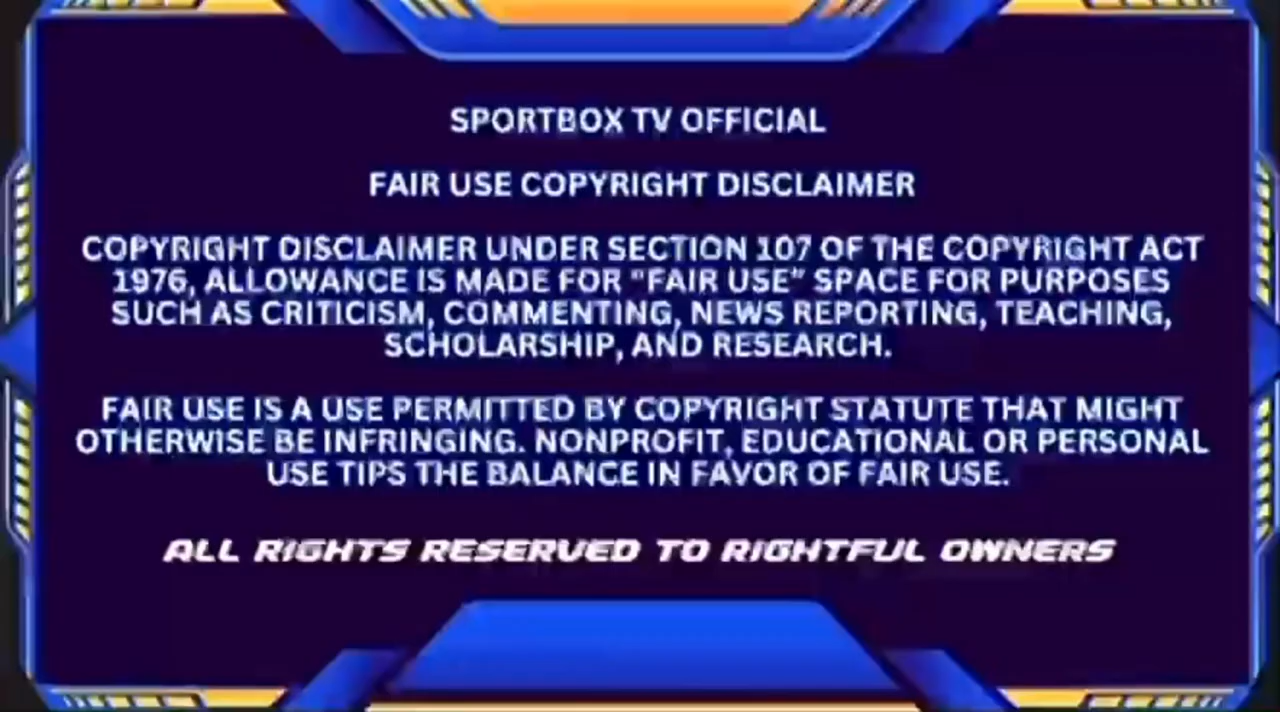 SPORTBOX TV OFFICIAL
FAIR USE COPYRIGHT DISCLAIMER
COPYRIGHT DISCLAIMER UNDER SECTION 107 OF THE COPYRIGHT ACT
1976, ALLOWANCE IS MADE FOR "FAIR USE" SPACE FOR PURPOSES
SUCH AS CRITICISM, COMMENTING, NEWS REPORTING, TEACHING,
SCHOLARSHIP, AND RESEARCH.
FAIR USE IS A USE PERMITTED BY COPYRIGHT STATUTE THAT MIGHT
OTHERWISE BE INFRINGING. NONPROFIT, EDUCATIONAL OR PERSONAL
USE TIPS THE BALANCE IN FAVOR OF FAIR USE.
ALL RIGHTS RESERVED TO RIGHTFUL OWNERS